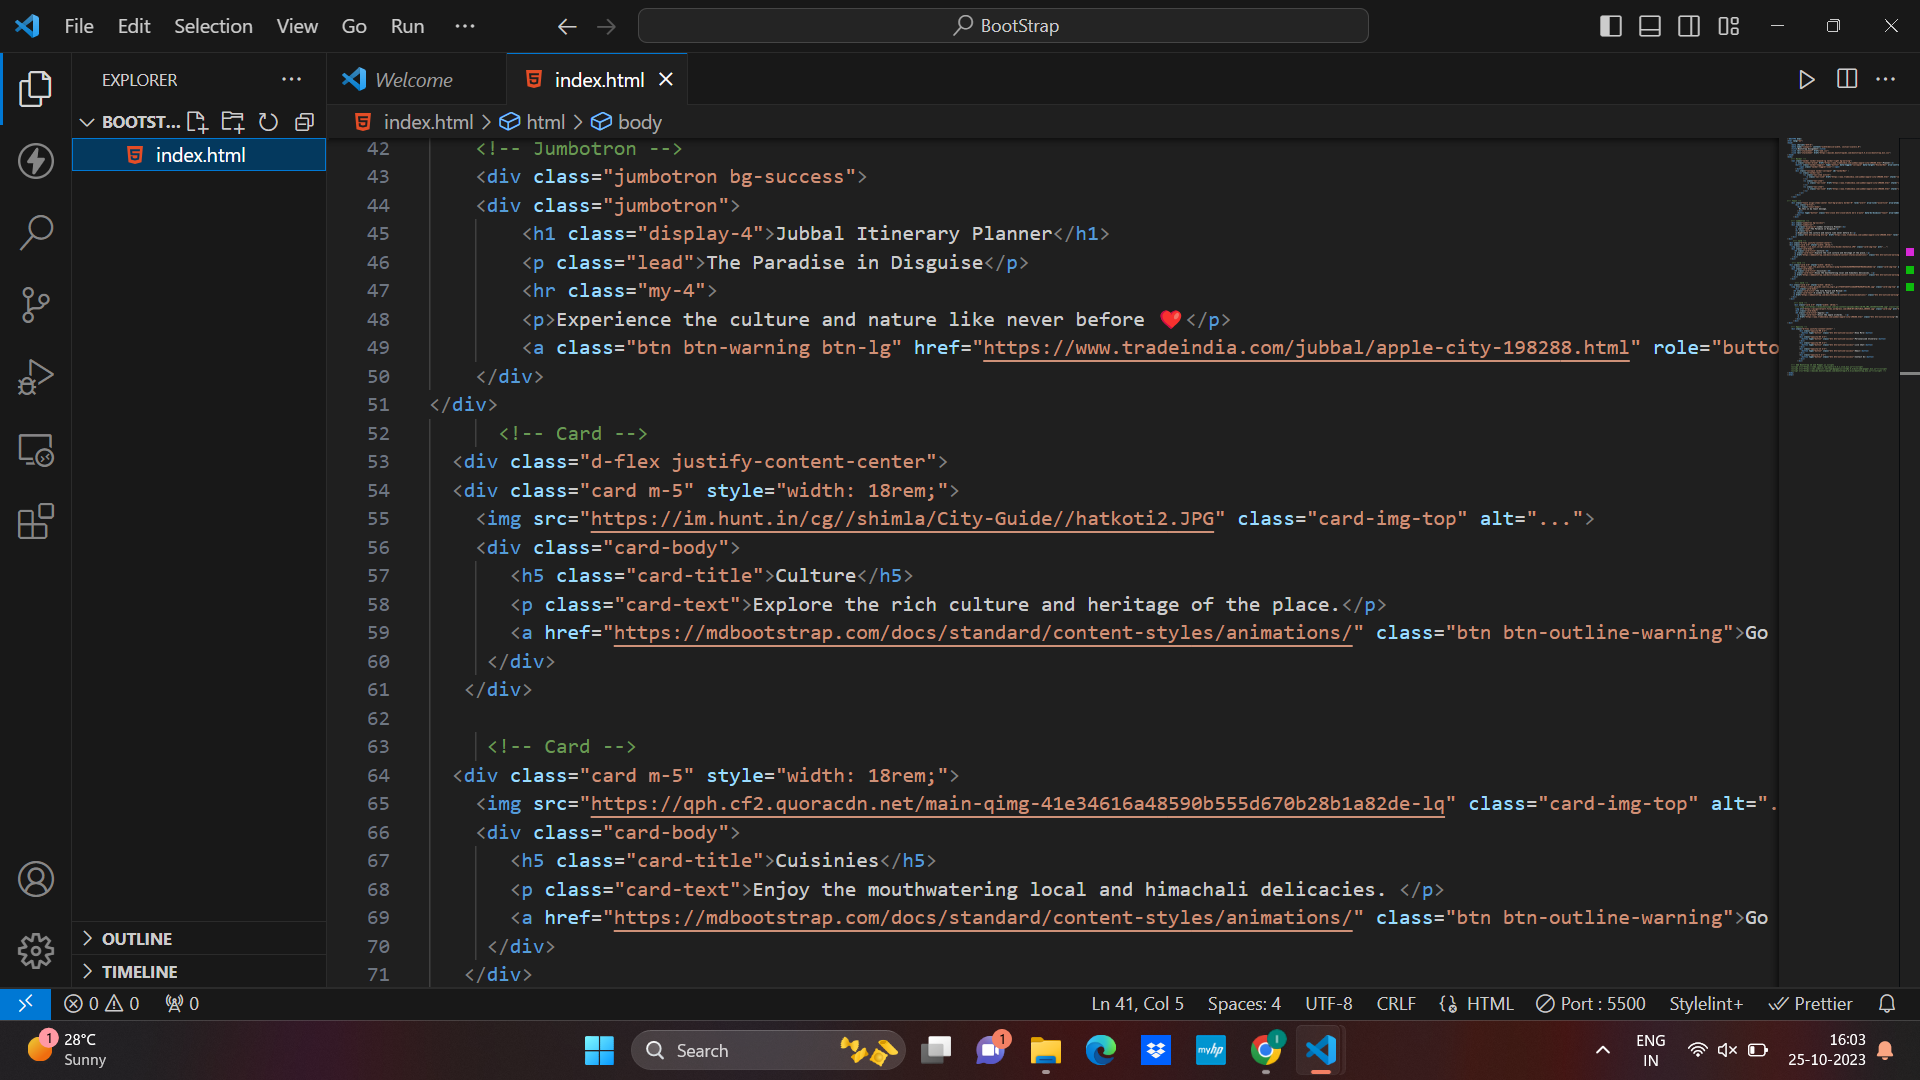 File Edit Selection View Go Run ··· BootStrap
EXPLORER ···
Welcome
index.html
BOOTST...
index.html
index.html > html > body
42 <!-- Jumbotron -->
43 <div class="jumbotron bg-success">
44 <div class="jumbotron">
45 <h1 class="display-4">Jubbal Itinerary Planner</h1>
46 <p class="lead">The Paradise in Disguise</p>
47 <hr class="my-4">
48 <p>Experience the culture and nature like never before ❤️</p>
49 <a class="btn btn-warning btn-lg" href="https://www.tradeindia.com/jubbal/apple-city-198288.html" role="butto
50 </div>
51 </div>
52 <!-- Card -->
53 <div class="d-flex justify-content-center">
54 <div class="card m-5" style="width: 18rem;">
55 <img src="https://im.hunt.in/cg//shimla/City-Guide//hatkoti2.JPG" class="card-img-top" alt="...">
56 <div class="card-body">
57 <h5 class="card-title">Culture</h5>
58 <p class="card-text">Explore the rich culture and heritage of the place.</p>
59 <a href="https://mdbootstrap.com/docs/standard/content-styles/animations/" class="btn btn-outline-warning">Go
60 </div>
61 </div>
62
63 <!-- Card -->
64 <div class="card m-5" style="width: 18rem;">
65 <img src="https://qph.cf2.quoracdn.net/main-qimg-41e34616a48590b555d670b28b1a82de-lq" class="card-img-top" alt=".
66 <div class="card-body">
67 <h5 class="card-title">Cuisinies</h5>
68 <p class="card-text">Enjoy the mouthwatering local and himachali delicacies. </p>
69 <a href="https://mdbootstrap.com/docs/standard/content-styles/animations/" class="btn btn-outline-warning">Go
70 </div>
71 </div>
OUTLINE
TIMELINE
0 0 0 Ln 41, Col 5 Spaces: 4 UTF-8 CRLF {} HTML Port : 5500 Stylelint+ Prettier
1 28°C
Sunny
Search
1
myhp
I
ENG
IN
16:03
25-10-2023